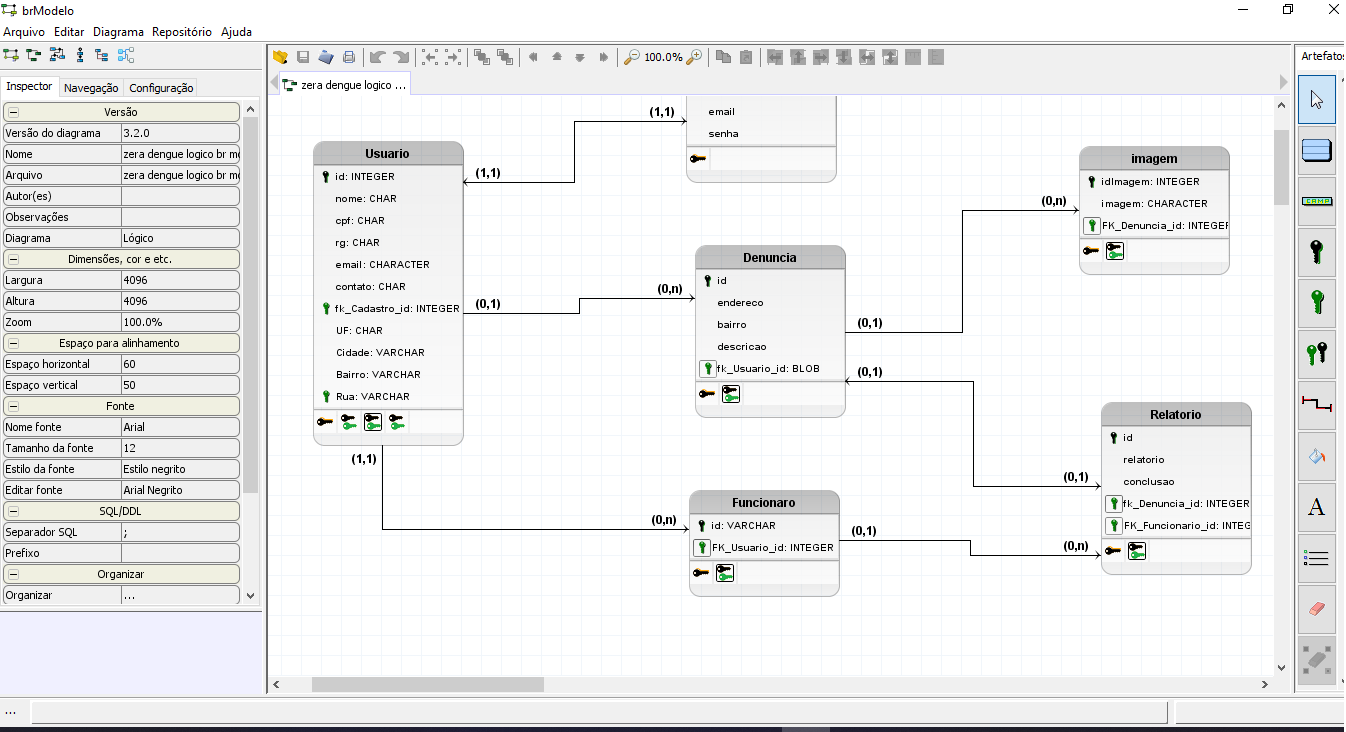 brModelo
Arquivo Editar Diagrama Repositório Ajuda
100.0%
Artefatos
Inspector Navegação Configuração
zera dengue logico ...
Versão
Versão do diagrama 3.2.0
Nome zera dengue logico br m
Arquivo zera dengue logico br m
Autor(es)
Observações
Diagrama Lógico
Dimensões, cor e etc.
Largura 4096
Altura 4096
Zoom 100.0%
Espaço para alinhamento
Espaço horizontal 60
Espaço vertical 50
Fonte
Nome fonte Arial
Tamanho da fonte 12
Estilo da fonte Estilo negrito
Editar fonte Arial Negrito
SQL/DDL
Separador SQL ;
Prefixo
Organizar
Organizar ...
...
email
senha
(1,1)
(1,1)
Usuario
id: INTEGER
nome: CHAR
cpf: CHAR
rg: CHAR
email: CHARACTER
contato: CHAR
fk_Cadastro_id: INTEGER
UF: CHAR
Cidade: VARCHAR
Bairro: VARCHAR
Rua: VARCHAR
(0,1)
(0,n)
(1,1)
(0,n)
Denuncia
id
endereco
bairro
descricao
fk_Usuario_id: BLOB
(0,1)
(0,n)
(0,1)
(0,1)
imagem
idImagem: INTEGER
imagem: CHARACTER
FK_Denuncia_id: INTEGER
Funcionaro
id: VARCHAR
FK_Usuario_id: INTEGER
(0,1)
(0,n)
Relatorio
id
relatorio
conclusao
fk_Denuncia_id: INTEGER
FK_Funcionario_id: INTEG
CAMP
A